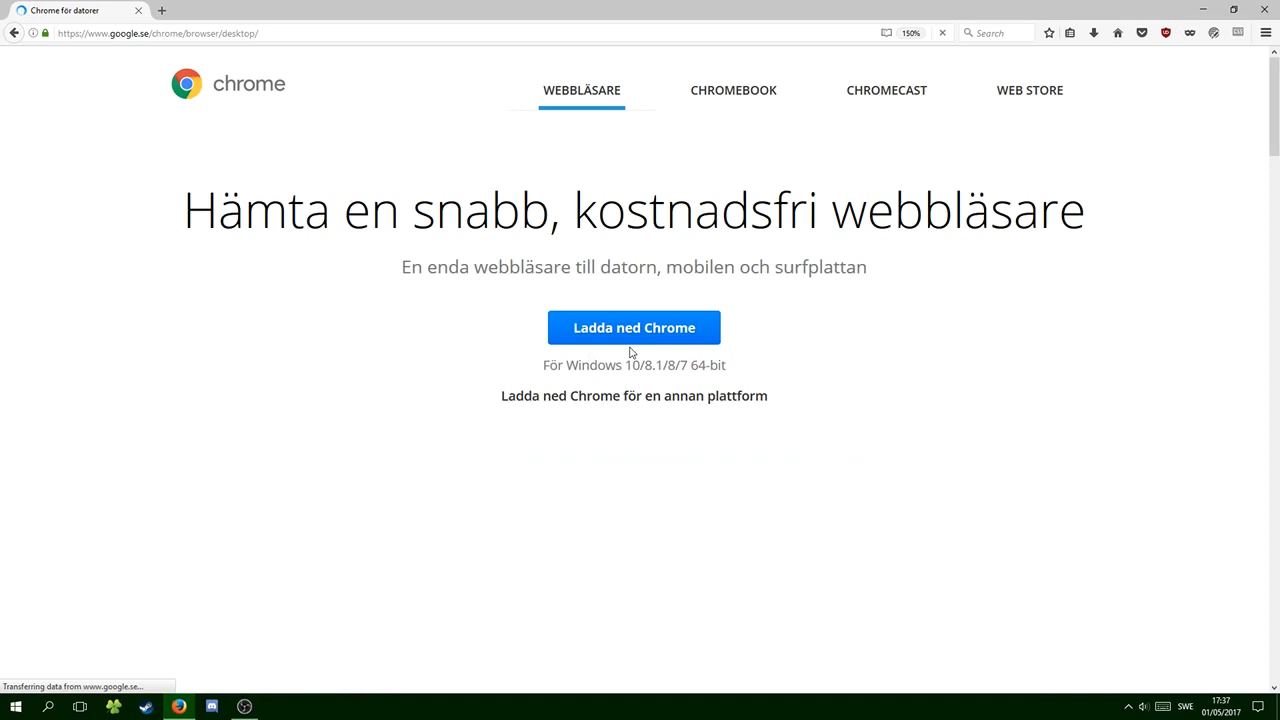 Chrome för datorer
https://www.google.se/chrome/browser/desktop/
150%
Search
chrome
WEBBLÄSARE
CHROMEBOOK
CHROMECAST
WEB STORE
Hämta en snabb, kostnadsfri webbläsare
En enda webbläsare till datorn, mobilen och surfplattan
Ladda ned Chrome
För Windows 10/8.1/8/7 64-bit
Ladda ned Chrome för en annan plattform
Transferring data from www.google.se...
SWE
17:37
01/05/2017